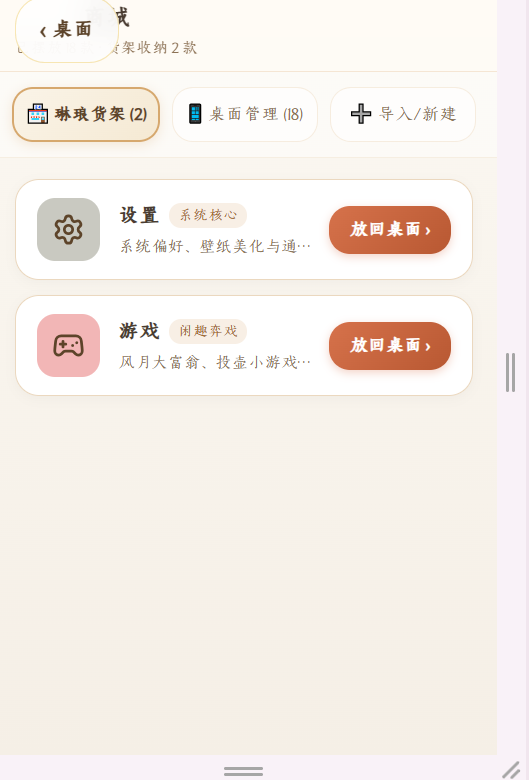 ‹ 桌面
货架收纳 2 款
琳琅货架 (2)
桌面管理 (18)
导入/新建
设置
系统核心
系统偏好、壁纸美化与通…
放回桌面 ›
游戏
闲趣弈戏
风月大富翁、投壶小游戏…
放回桌面 ›